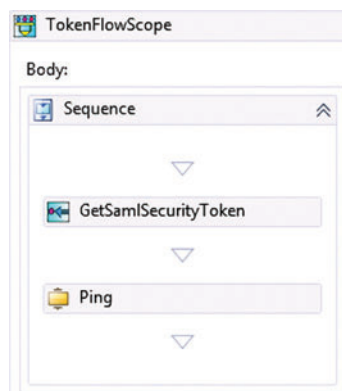 TokenFlowScope
Body:
Sequence
GetSamlSecurityToken
Ping